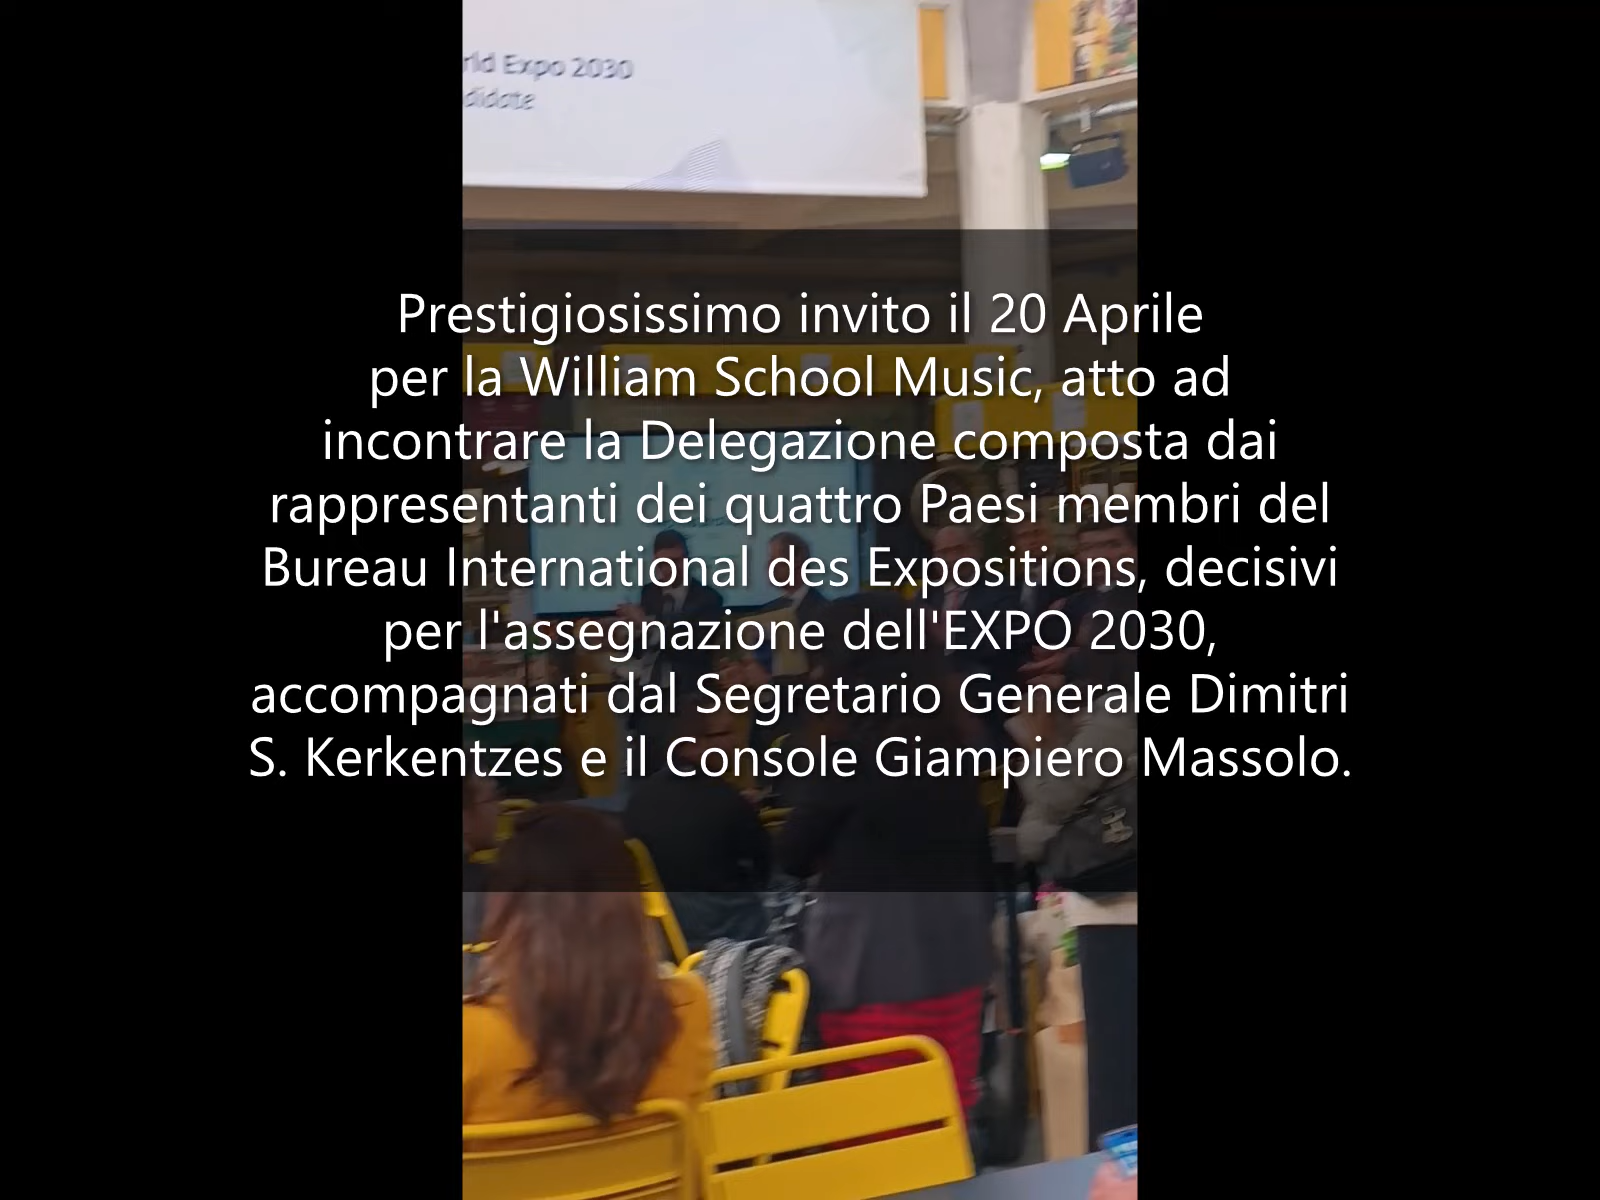 rld Expo 2030
didate
Prestigiosissimo invito il 20 Aprile
per la William School Music, atto ad
incontrare la Delegazione composta dai
rappresentanti dei quattro Paesi membri del
Bureau International des Expositions, decisivi
per l'assegnazione dell'EXPO 2030,
accompagnati dal Segretario Generale Dimitri
S. Kerkentzes e il Console Giampiero Massolo.